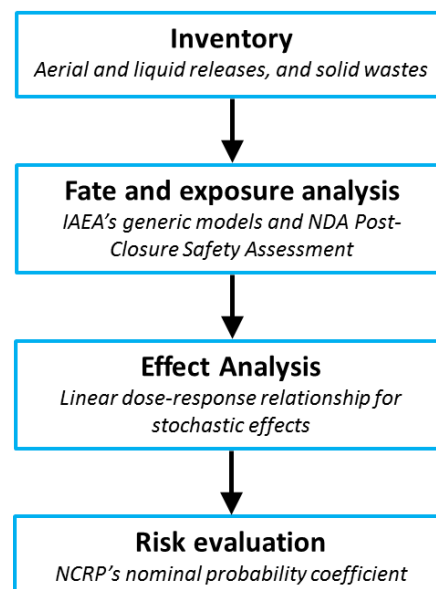 Inventory
Aerial and liquid releases, and solid wastes
Fate and exposure analysis
IAEA's generic models and NDA Post-
Closure Safety Assessment
Effect Analysis
Linear dose-response relationship for
stochastic effects
Risk evaluation
NCRP's nominal probability coefficient